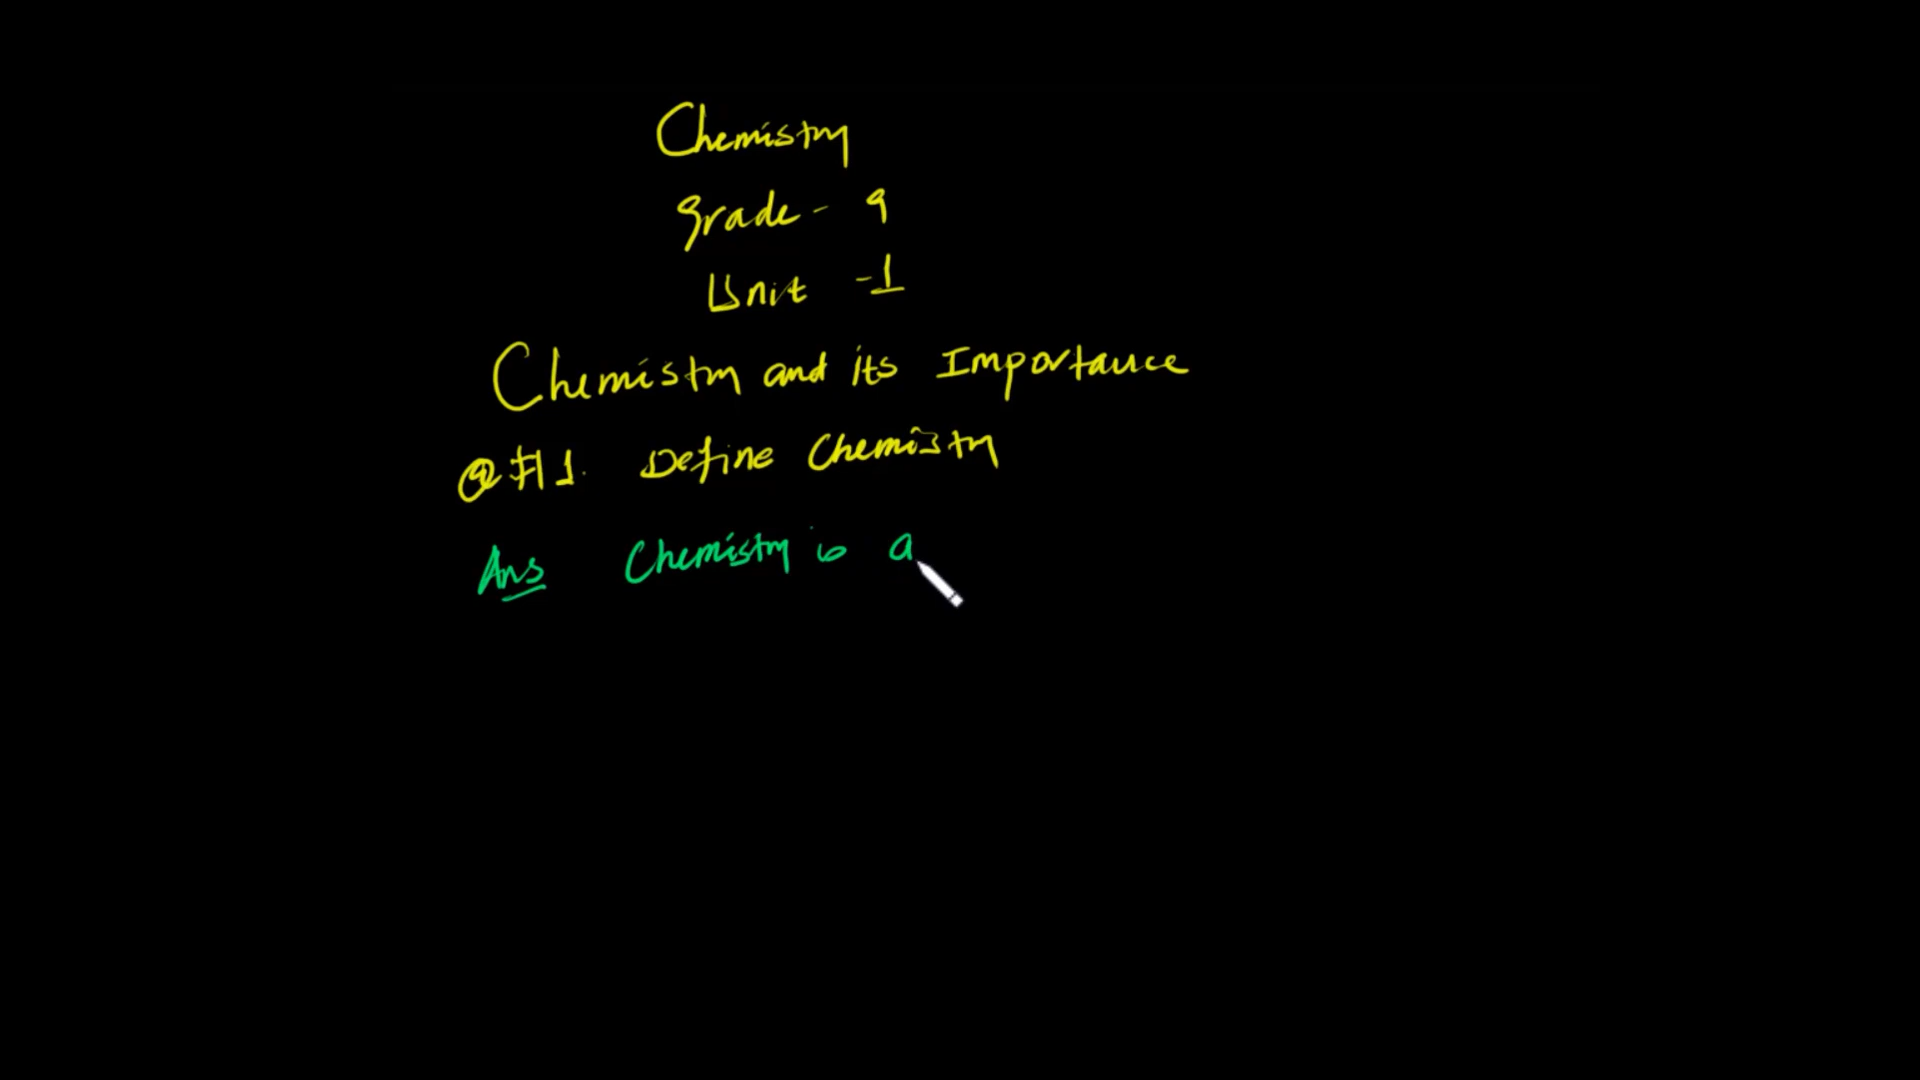 Chemistry
grade - 9
Unit - 1
Chemistry and its Importance
Q#1. Define Chemistry
Ans Chemistry is a